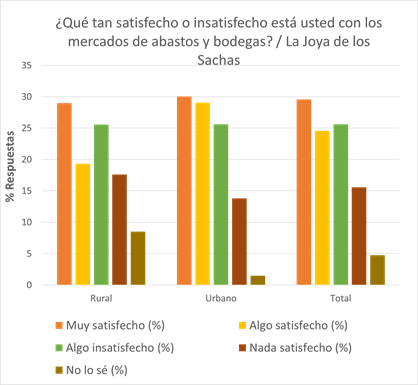 ¿Qué tan satisfecho o insatisfecho está usted con los
mercados de abastos y bodegas? / La Joya de los
Sachas
% Respuestas
35
30
25
20
15
10
5
0
Rural
Urbano
Total
Muy satisfecho (%)
Algo satisfecho (%)
Algo insatisfecho (%)
Nada satisfecho (%)
No lo sé (%)